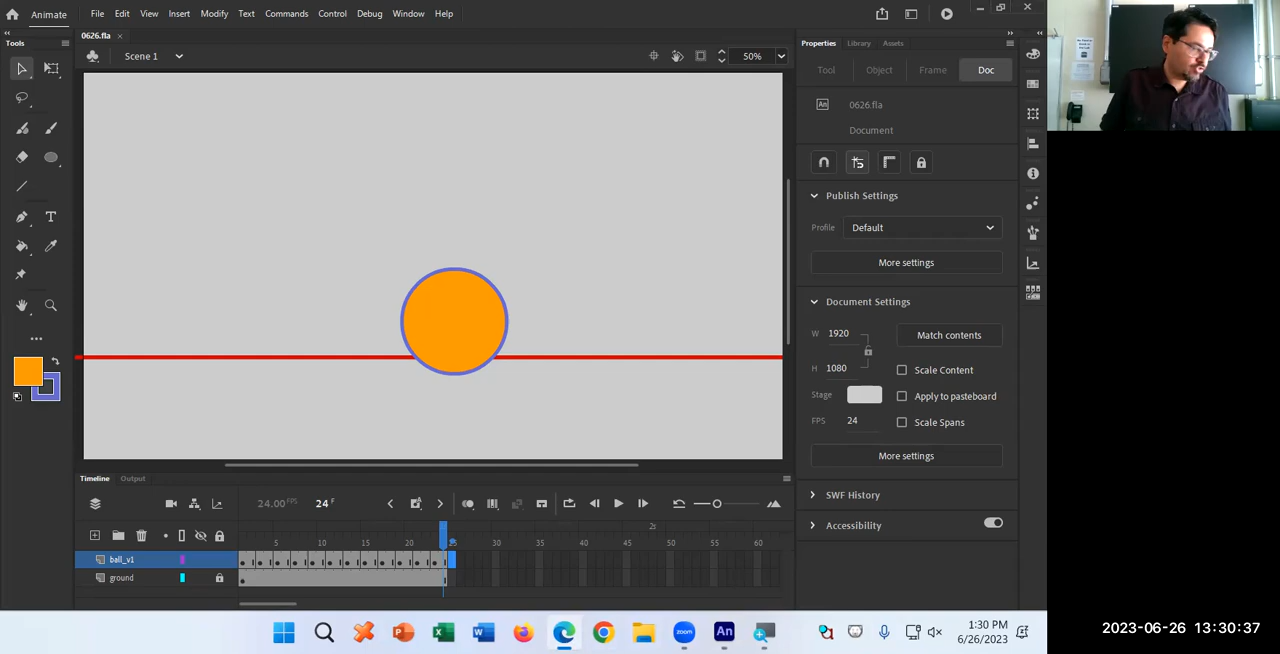 Animate File Edit View Insert Modify Text Commands Control Debug Window Help
0626.fla ×
Tools
Scene 1
50%
Properties Library Assets
Tool Object Frame Doc
An 0626.fla
Document
Publish Settings
Profile Default
More settings
Document Settings
W 1920 Match contents
H 1080 Scale Content
Stage Apply to pasteboard
FPS 24 Scale Spans
More settings
SWF History
Accessibility
Timeline Output
24.00 FPS 24 F
2s
5 10 15 20 25 30 35 40 45 50 55 60
ball_v1
ground
1:30 PM
6/26/2023
2023-06-26 13:30:37